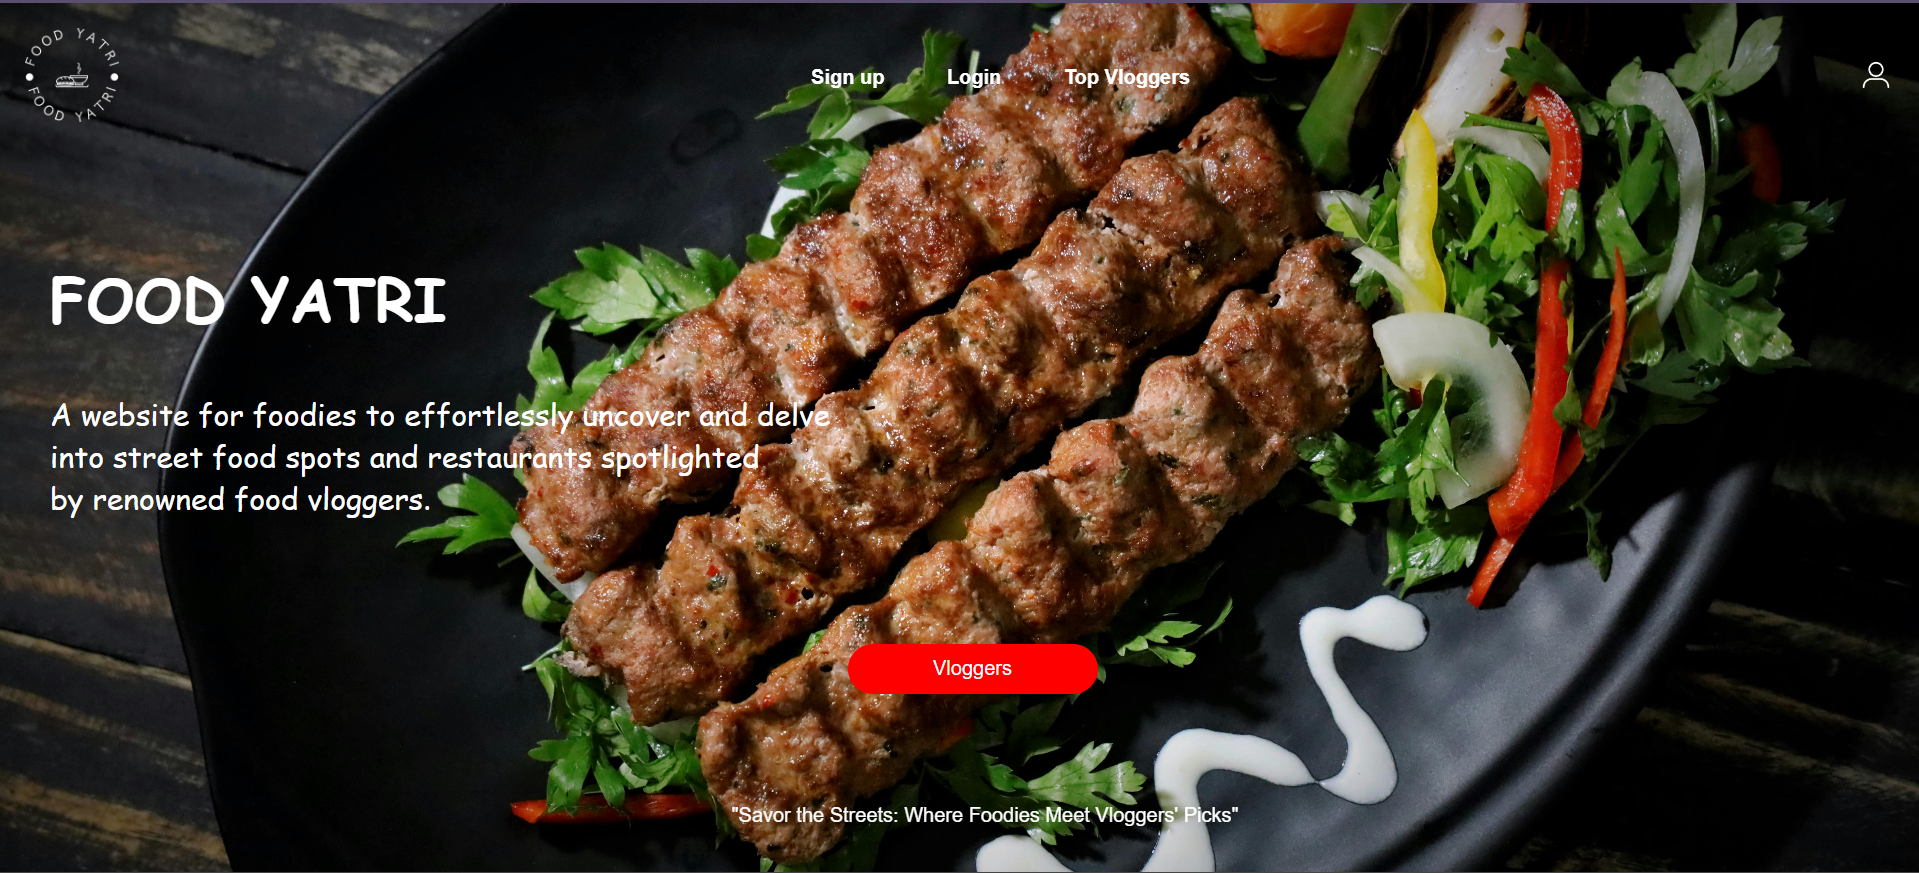 FOOD YATRI
FOOD YATRI
Sign up
Login
Top Vloggers
FOOD YATRI
A website for foodies to effortlessly uncover and delve
into street food spots and restaurants spotlighted
by renowned food vloggers.
Vloggers
"Savor the Streets: Where Foodies Meet Vloggers' Picks"